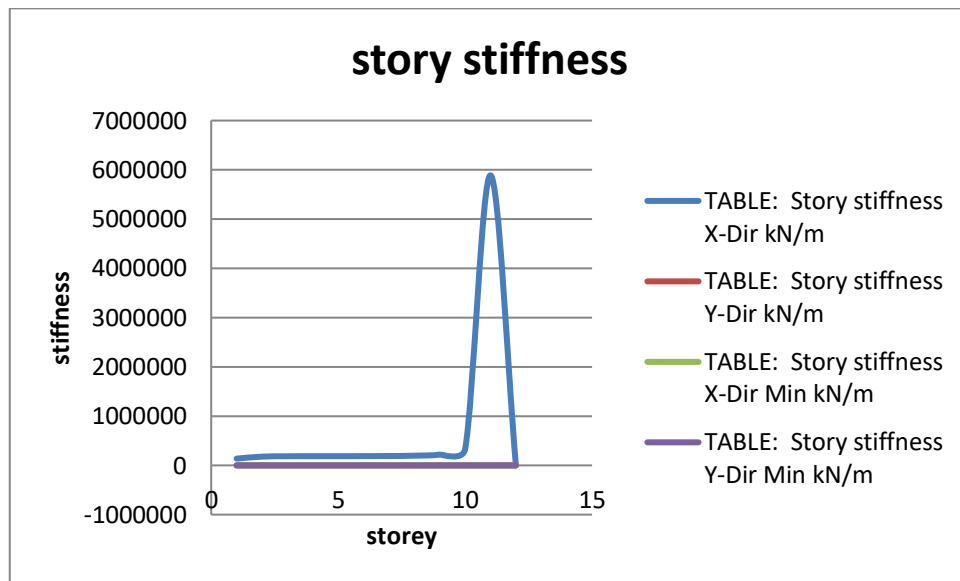 story stiffness
7000000
6000000
5000000
4000000
3000000
2000000
1000000
0
-1000000
0
5
10
15
stiffness
storey
TABLE: Story stiffness
X-Dir kN/m
TABLE: Story stiffness
Y-Dir kN/m
TABLE: Story stiffness
X-Dir Min kN/m
TABLE: Story stiffness
Y-Dir Min kN/m